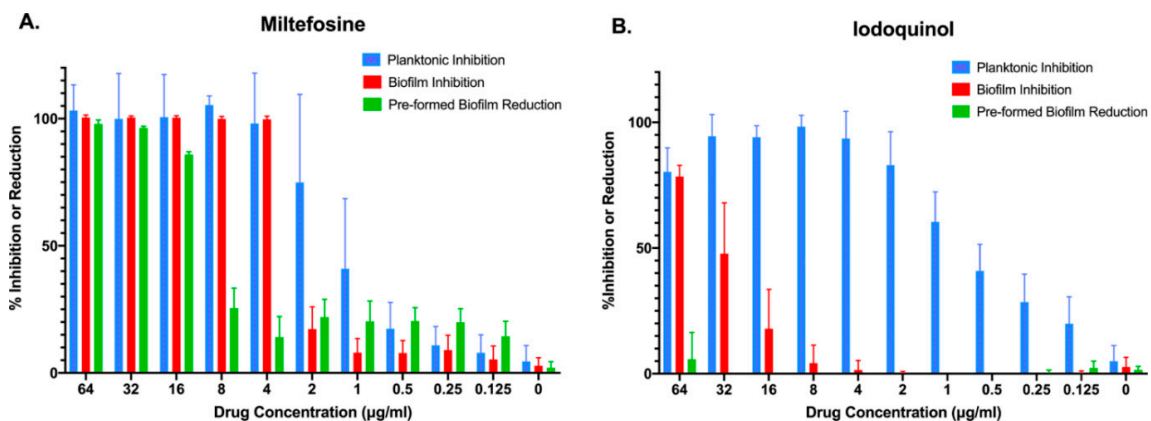 A.
Miltefosine
Planktonic Inhibition
Biofilm Inhibition
Pre-formed Biofilm Reduction
% Inhibition or Reduction
100
50
0
64 32 16 8 4 2 1 0.5 0.25 0.125 0
Drug Concentration (µg/ml)
B.
Iodoquinol
Planktonic Inhibition
Biofilm Inhibition
Pre-formed Biofilm Reduction
%Inhibition or Reduction
100
50
0
64 32 16 8 4 2 1 0.5 0.25 0.125 0
Drug Concentration (µg/ml)